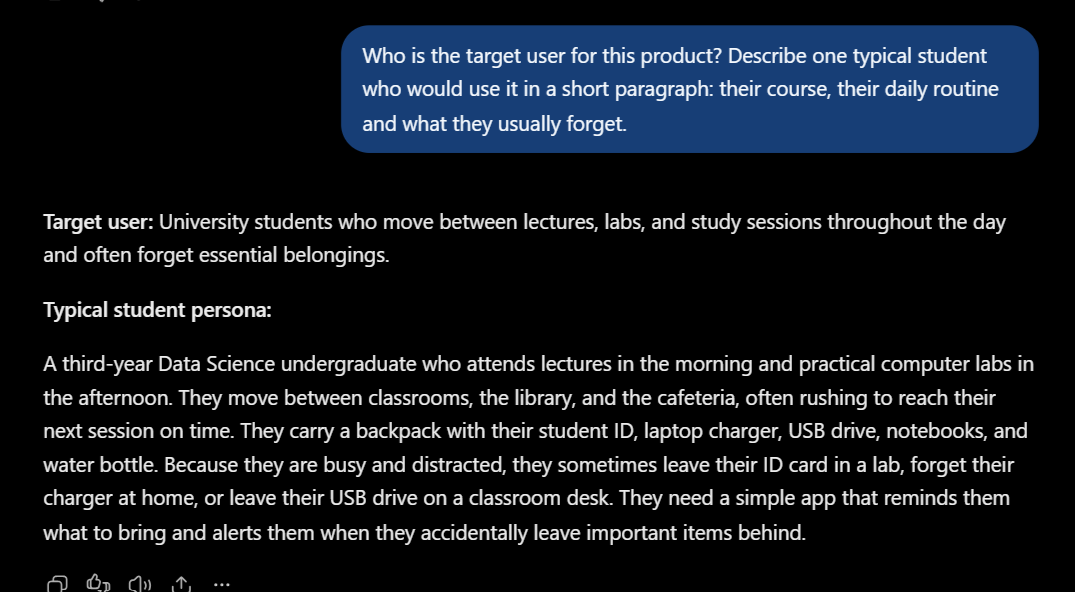 Who is the target user for this product? Describe one typical student
who would use it in a short paragraph: their course, their daily routine
and what they usually forget.
Target user: University students who move between lectures, labs, and study sessions throughout the day
and often forget essential belongings.
Typical student persona:
A third-year Data Science undergraduate who attends lectures in the morning and practical computer labs in
the afternoon. They move between classrooms, the library, and the cafeteria, often rushing to reach their
next session on time. They carry a backpack with their student ID, laptop charger, USB drive, notebooks, and
water bottle. Because they are busy and distracted, they sometimes leave their ID card in a lab, forget their
charger at home, or leave their USB drive on a classroom desk. They need a simple app that reminds them
what to bring and alerts them when they accidentally leave important items behind.